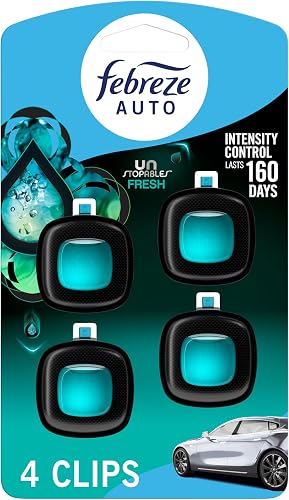 febreze
AUTO
UN
STOPABLES
FRESH
INTENSITY
CONTROL
LASTS 160
DAYS
4 CLIPS